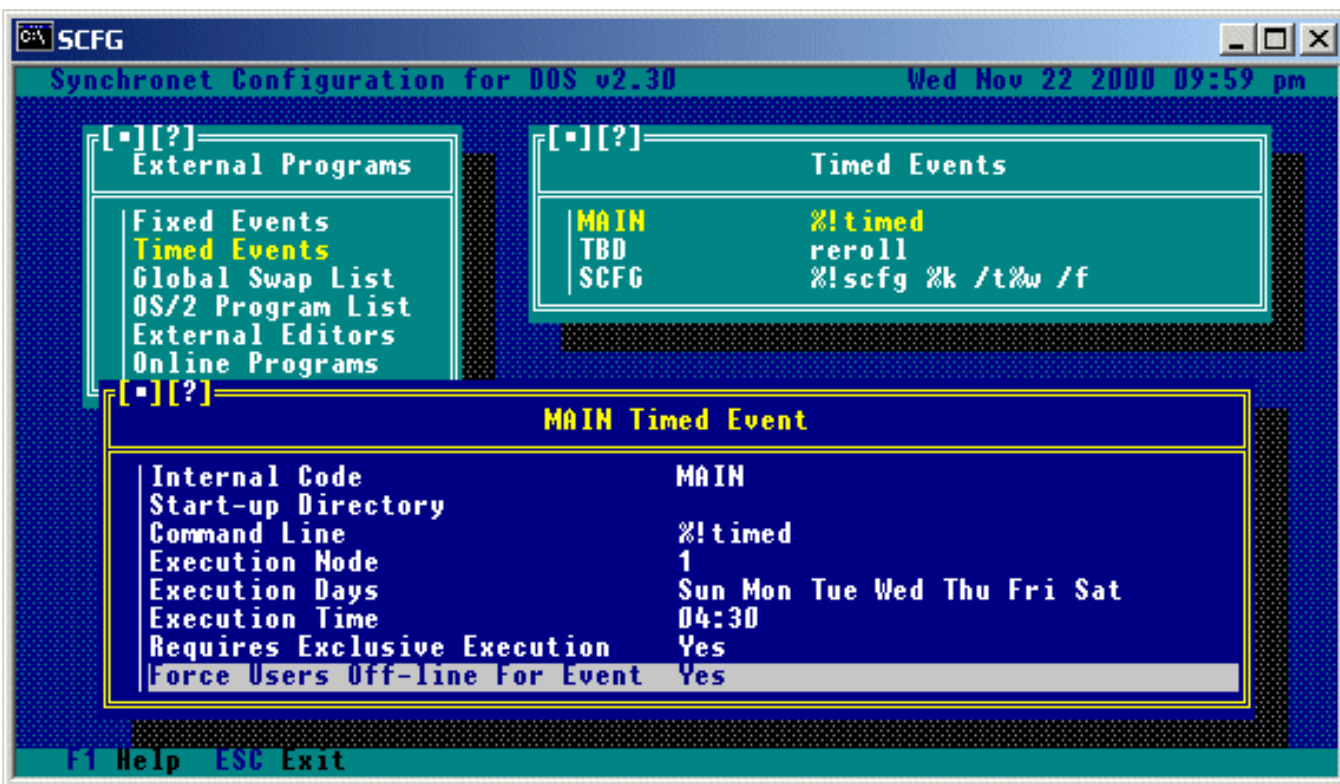 SCFG
Synchronet Configuration for DOS v2.30 Wed Nov 22 2000 09:59 pm
[▪][?]
External Programs
Fixed Events
Timed Events
Global Swap List
OS/2 Program List
External Editors
Online Programs
[▪][?]
Timed Events
MAIN %!timed
TBD reroll
SCFG %!scfg %k /t%w /f
[▪][?]
MAIN Timed Event
Internal Code MAIN
Start-up Directory
Command Line %!timed
Execution Node 1
Execution Days Sun Mon Tue Wed Thu Fri Sat
Execution Time 04:30
Requires Exclusive Execution Yes
Force Users Off-line For Event Yes
F1 Help ESC Exit